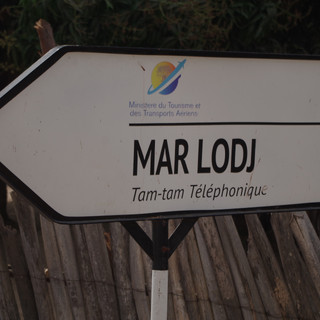 Ministère du Tourisme et
des Transports Aériens
MAR LODJ
Tam-tam Téléphonique